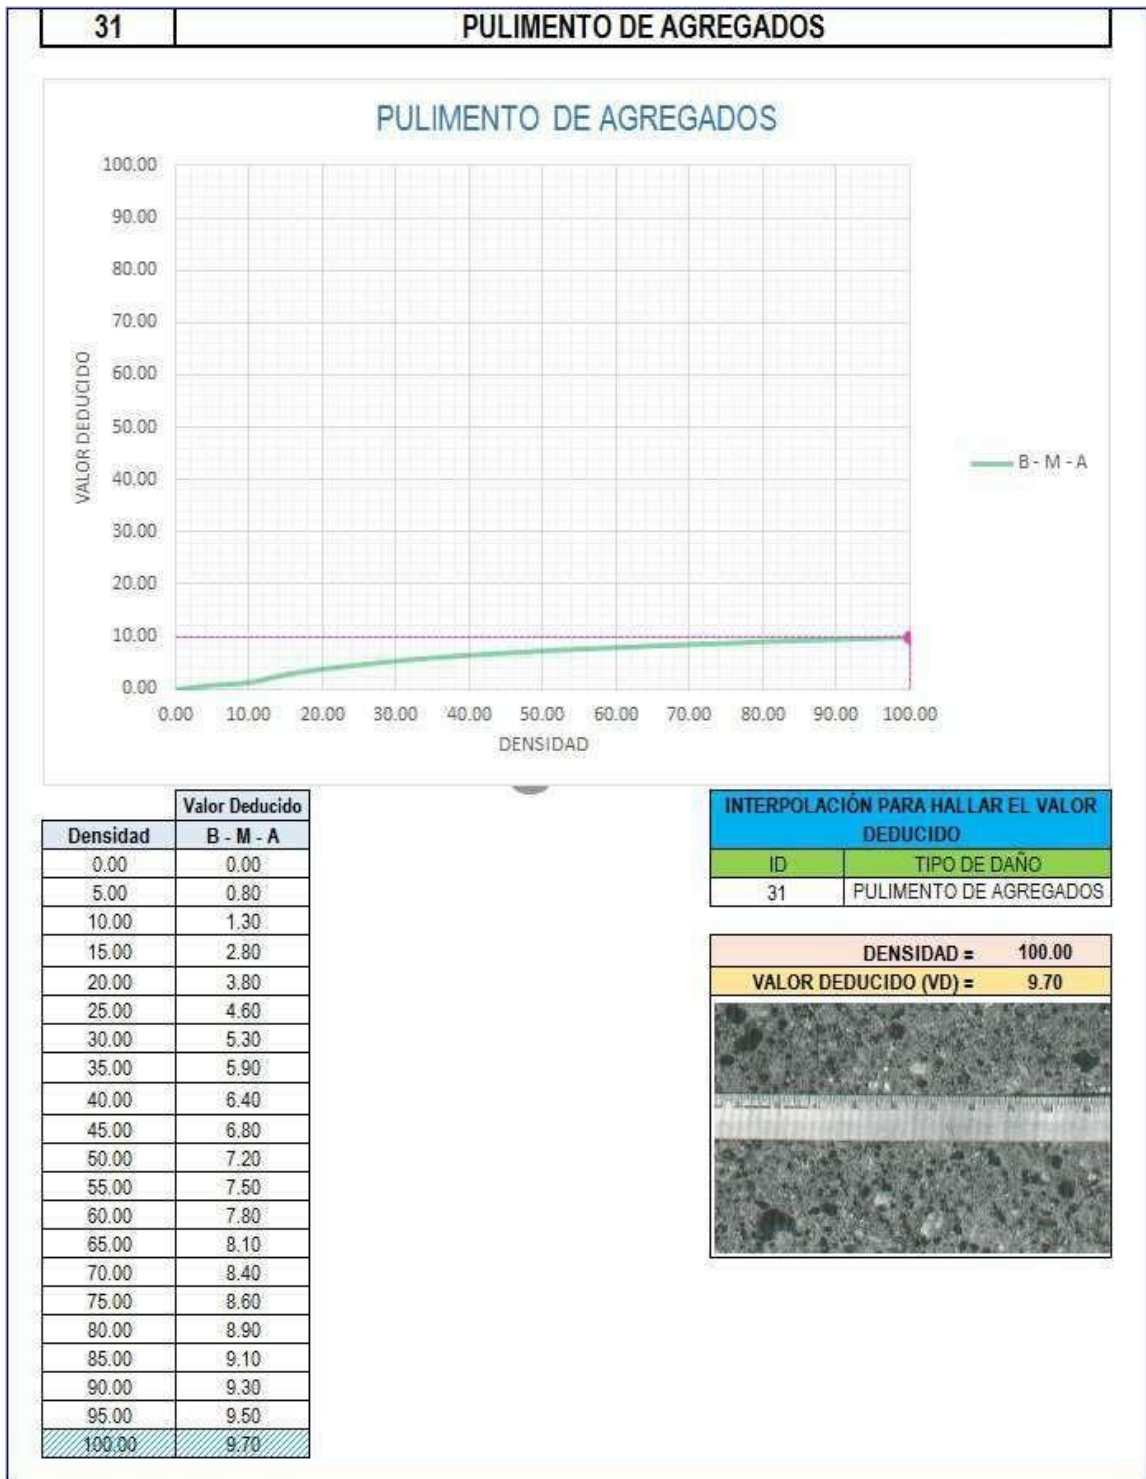 31 PULIMENTO DE AGREGADOS
PULIMENTO DE AGREGADOS
VALOR DEDUCIDO
100.00
90.00
80.00
70.00
60.00
50.00
40.00
30.00
20.00
10.00
0.00
0.00 10.00 20.00 30.00 40.00 50.00 60.00 70.00 80.00 90.00 100.00
DENSIDAD
B - M - A
Valor Deducido
Densidad B - M - A
0.00 0.00
5.00 0.80
10.00 1.30
15.00 2.80
20.00 3.80
25.00 4.60
30.00 5.30
35.00 5.90
40.00 6.40
45.00 6.80
50.00 7.20
55.00 7.50
60.00 7.80
65.00 8.10
70.00 8.40
75.00 8.60
80.00 8.90
85.00 9.10
90.00 9.30
95.00 9.50
100.00 9.70
INTERPOLACIÓN PARA HALLAR EL VALOR
DEDUCIDO
ID TIPO DE DAÑO
31 PULIMENTO DE AGREGADOS
DENSIDAD = 100.00
VALOR DEDUCIDO (VD) = 9.70